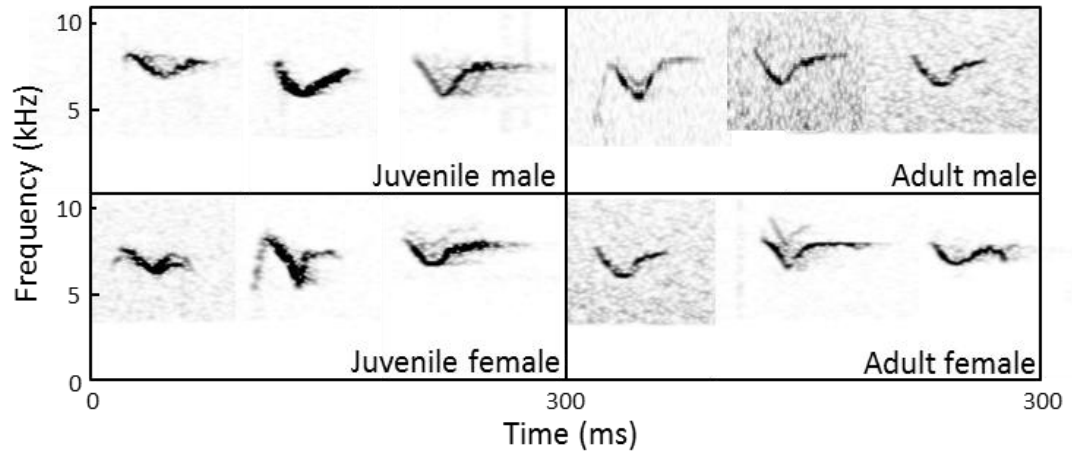 10
5
Juvenile male
Adult male
Frequency (kHz)
10
5
0
Juvenile female
Adult female
0
300
300
Time (ms)